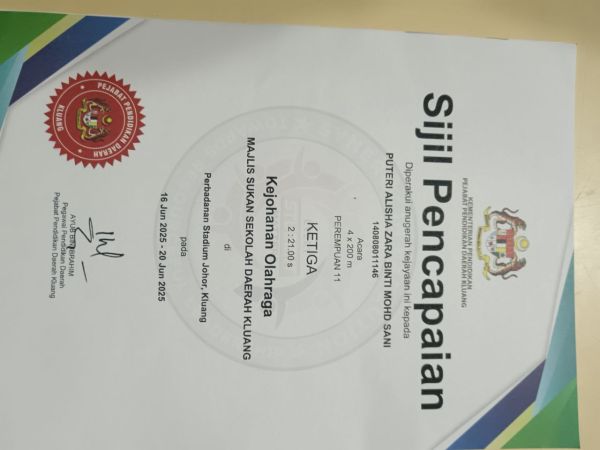 KEMENTERIAN PENDIDIKAN
PEJABAT PENDIDIKAN DAERAH KLUANG
Sijil Pencapaian
Diperakui anugerah kejayaan ini kepada
PUTERI ALISHA ZARA BINTI MOHD SANI
140808011146
Acara
4 x 200 m
PEREMPUAN 11
KETIGA
2 : 21:00 s
Kejohanan Olahraga
MAJLIS SUKAN SEKOLAH DAERAH KLUANG
di
Perbadanan Stadium Johor, Kluang
pada
16 Jun 2025 - 20 Jun 2025
AYUB BIN IBRAHIM
Pegawai Pendidikan Daerah
Pejabat Pendidikan Daerah Kluang
PEJABAT PENDIDIKAN DAERAH
KLUANG